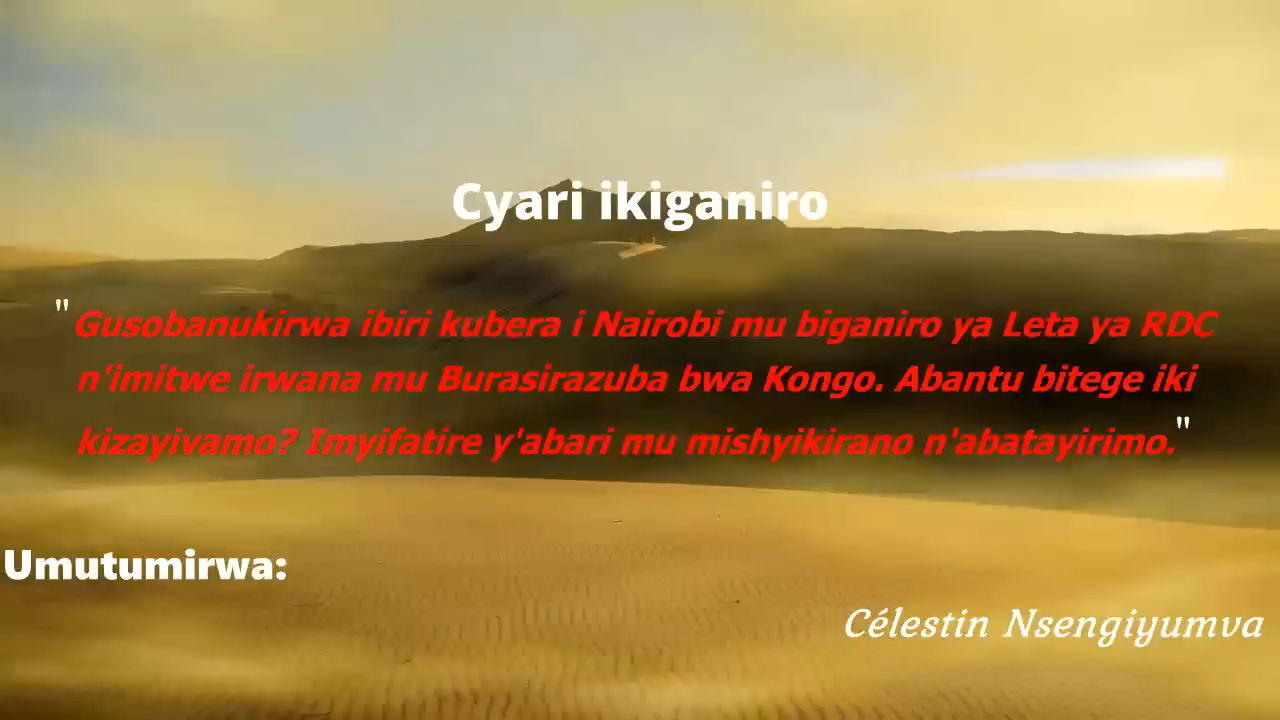 Cyari ikiganiro
"Gusobanukirwa ibiri kubera i Nairobi mu biganiro ya Leta ya RDC
n'imitwe irwana mu Burasirazuba bwa Kongo. Abantu bitege iki
kizayivamo? Imyifatire y'abari mu mishyikirano n'abatayirimo."
Umutumirwa:
Célestin Nsengiyumva